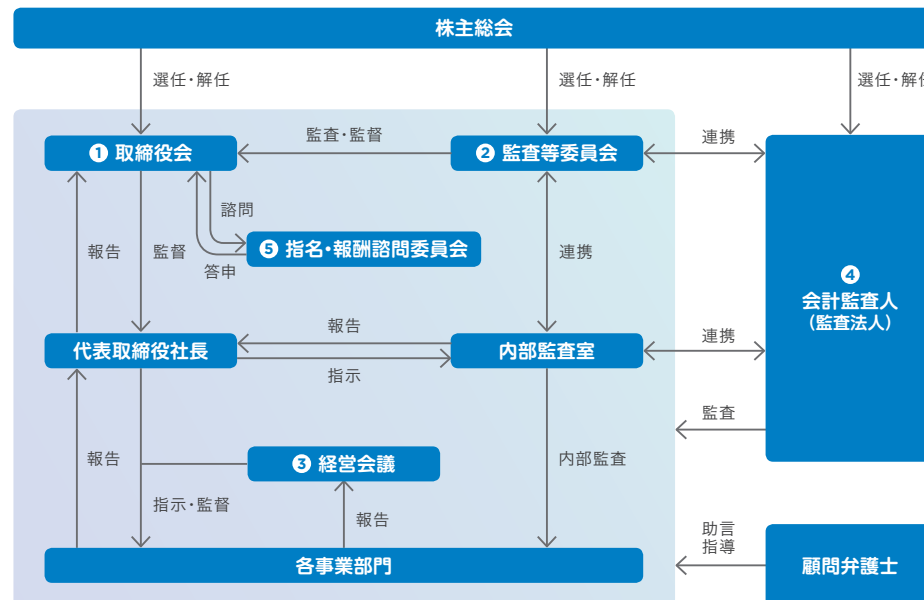 株主総会
選任・解任
選任・解任
選任・解
監査・監督
連携
❶ 取締役会
❷ 監査等委員会
諮問
❺ 指名・報酬諮問委員会
答申
報告
監督
連携
❹
会計監査人
(監査法人)
報告
代表取締役社長
内部監査室
連携
指示
監査
報告
❸ 経営会議
内部監査
指示・監督
報告
助言
指導
各事業部門
顧問弁護士